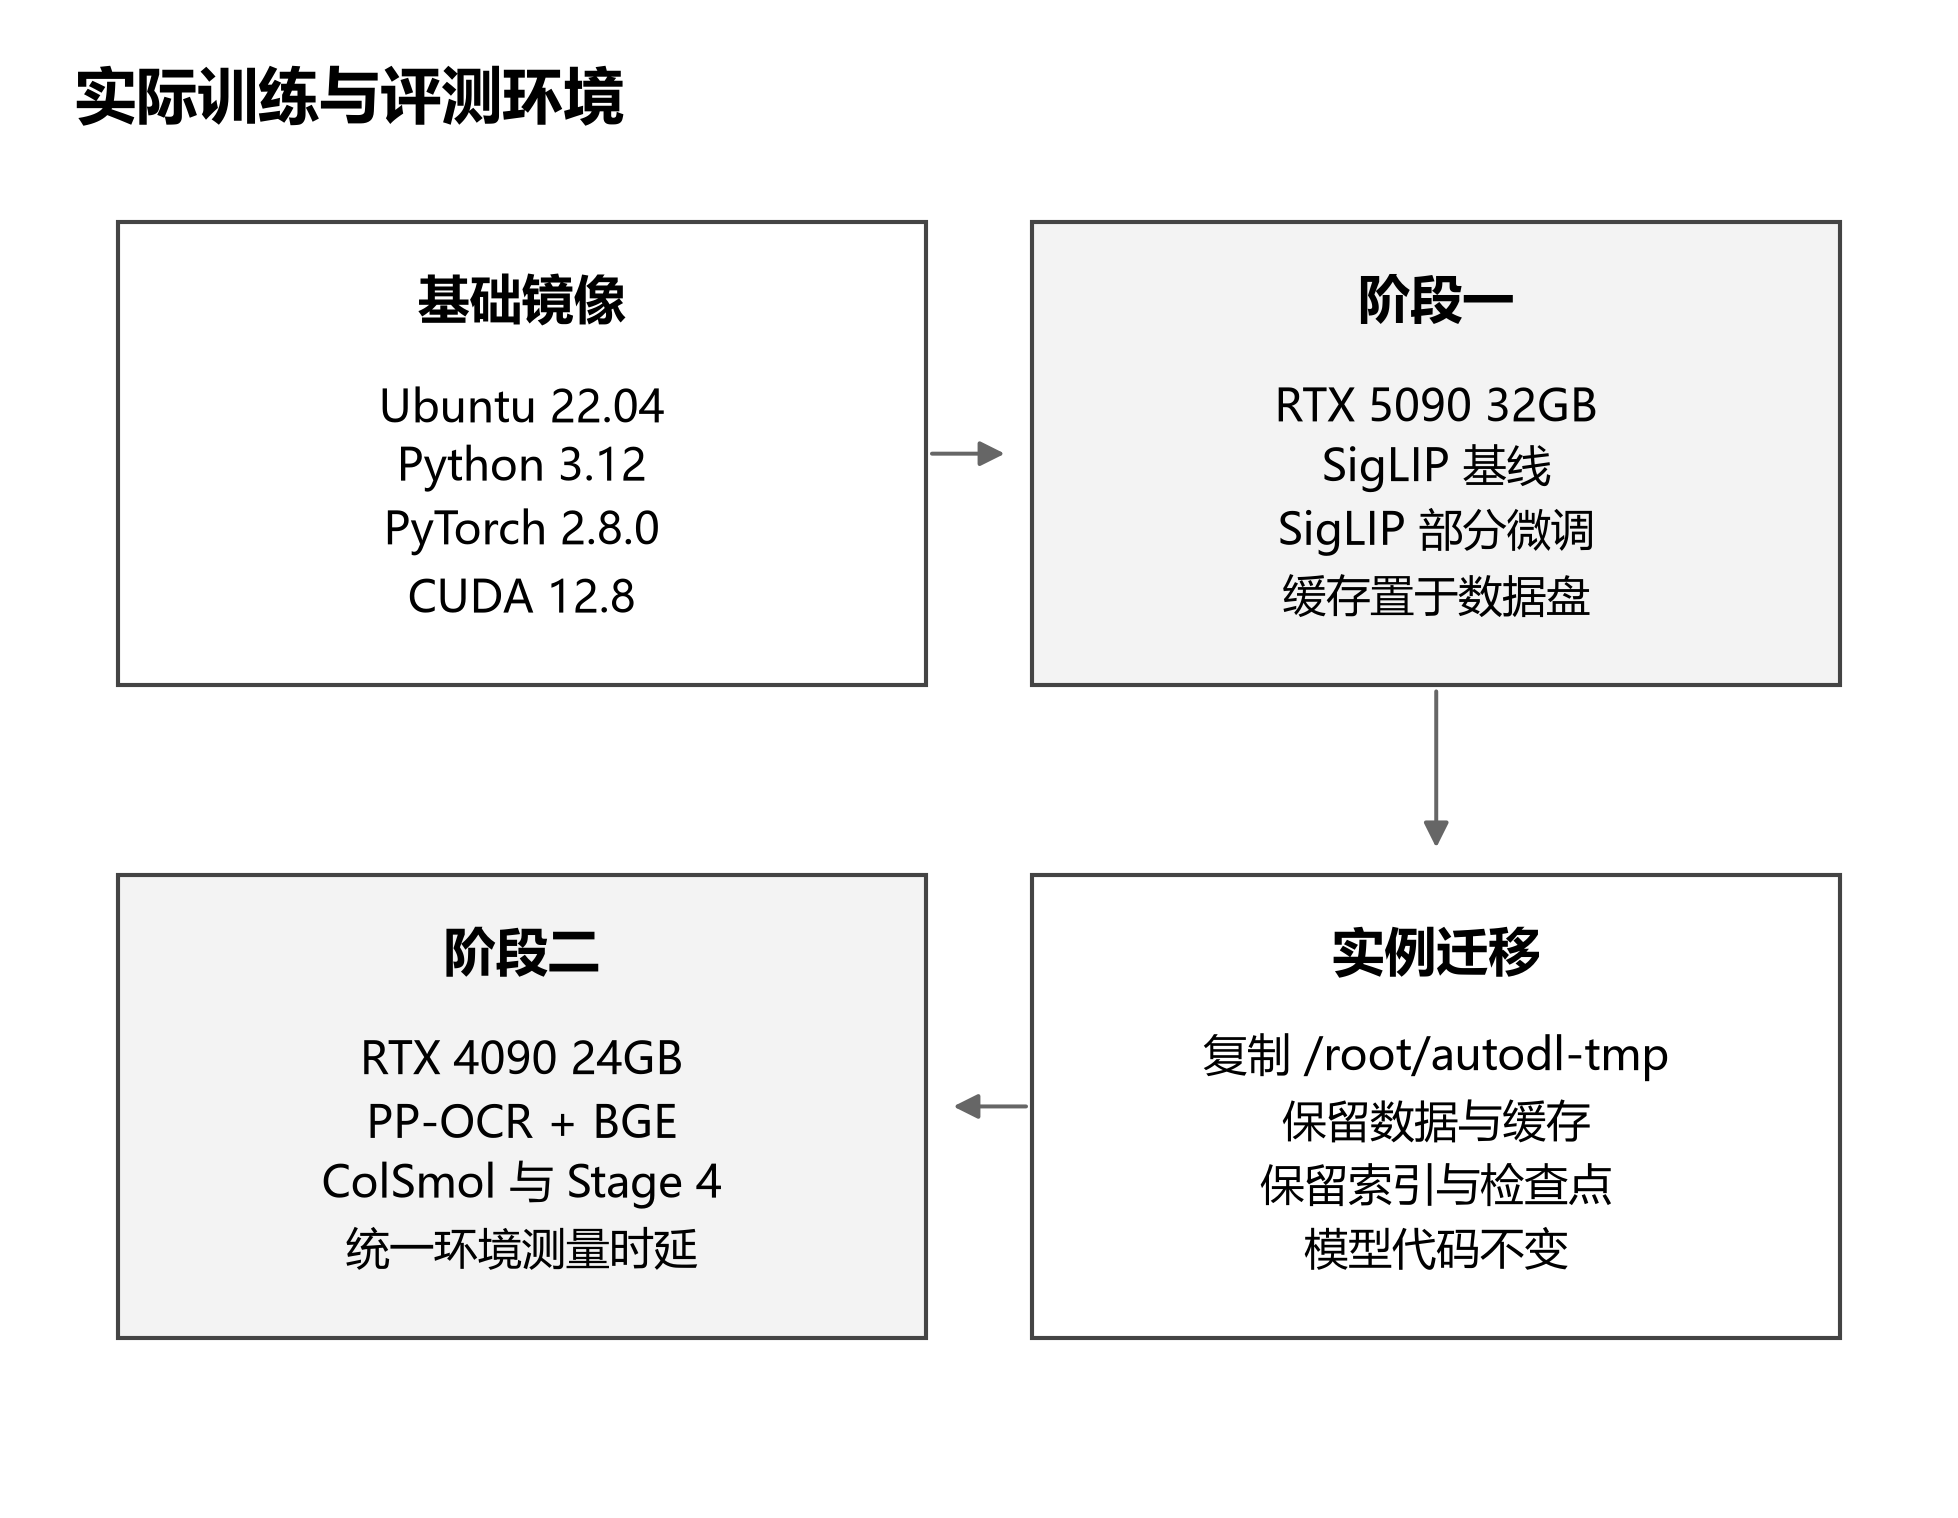 实际训练与评测环境
基础镜像
Ubuntu 22.04
Python 3.12
PyTorch 2.8.0
CUDA 12.8
阶段一
RTX 5090 32GB
SigLIP 基线
SigLIP 部分微调
缓存置于数据盘
实例迁移
复制 /root/autodl-tmp
保留数据与缓存
保留索引与检查点
模型代码不变
阶段二
RTX 4090 24GB
PP-OCR + BGE
ColSmol 与 Stage 4
统一环境测量时延